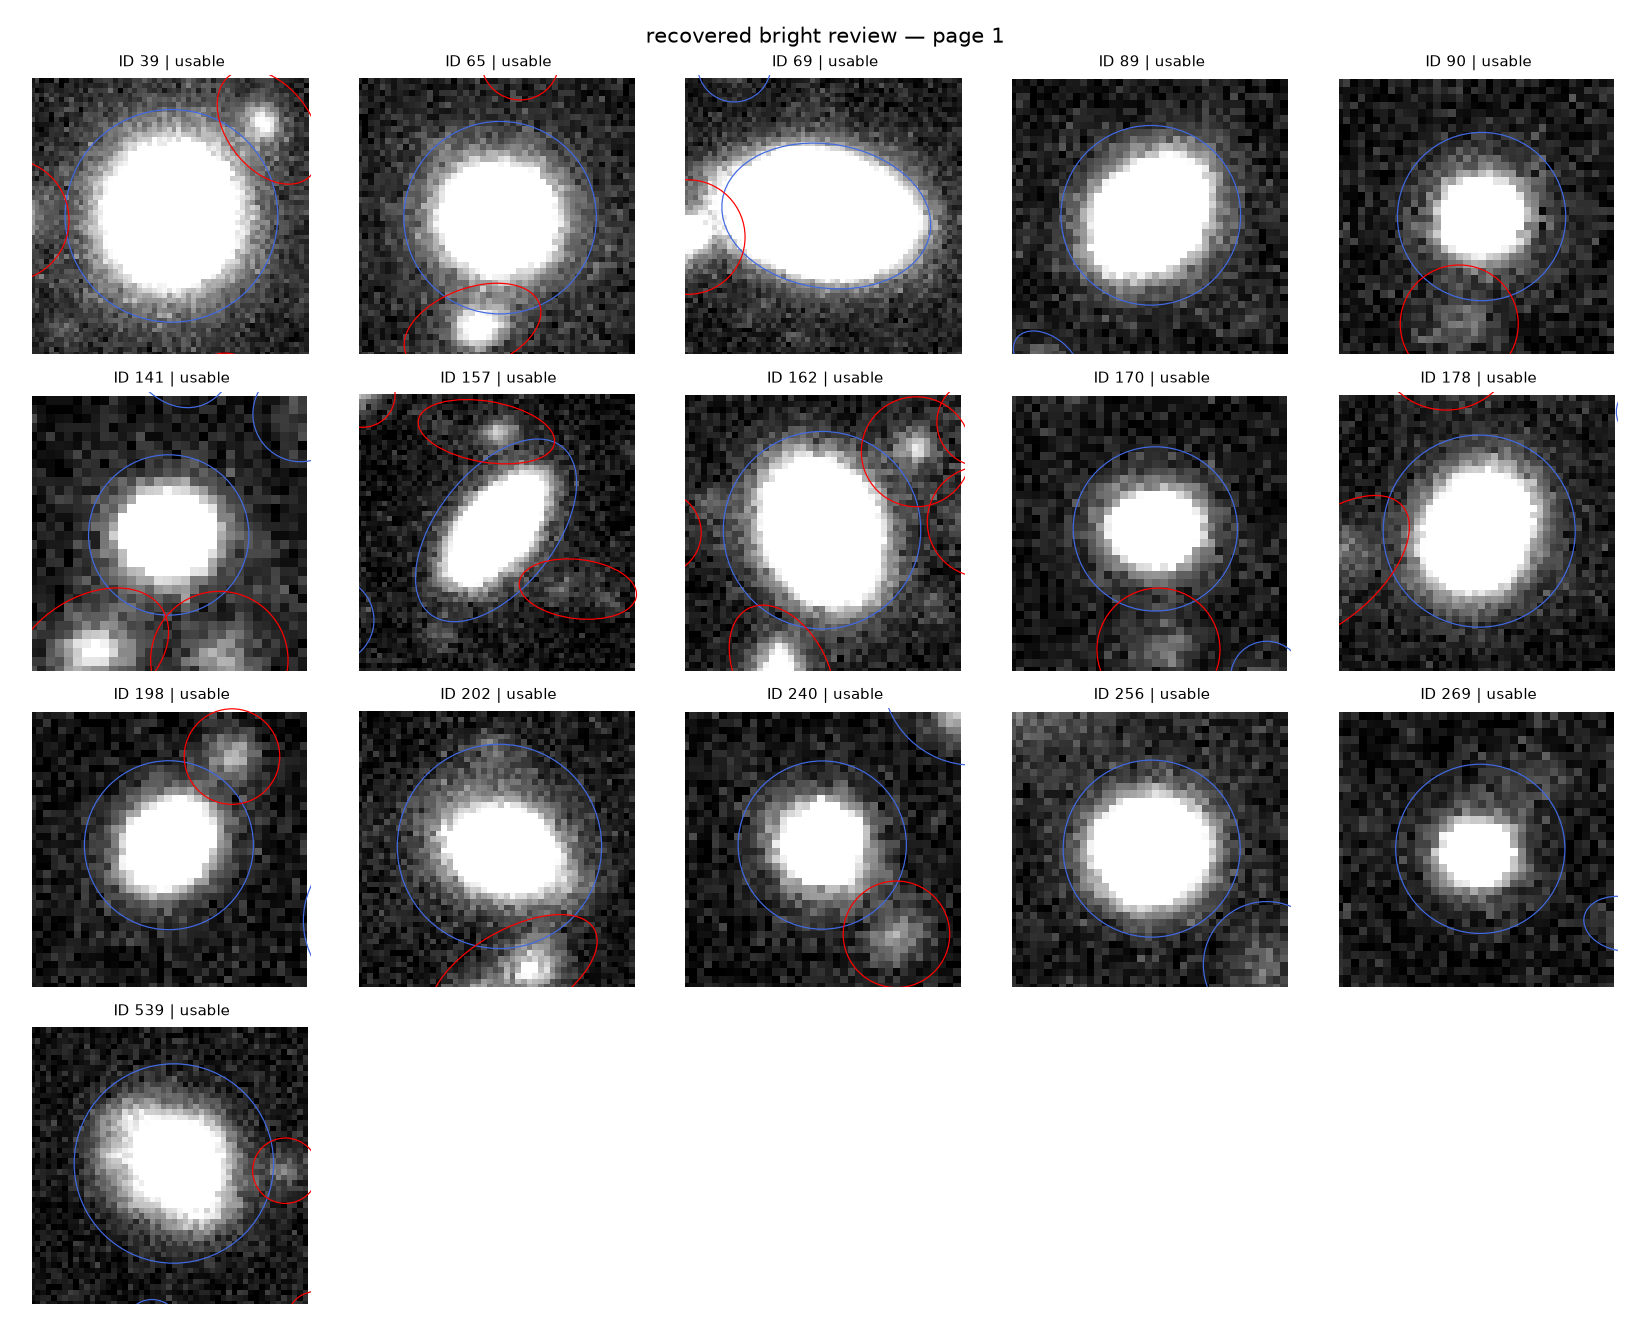 recovered bright review — page 1
ID 39 | usable
ID 65 | usable
ID 69 | usable
ID 89 | usable
ID 90 | usable
ID 141 | usable
ID 157 | usable
ID 162 | usable
ID 170 | usable
ID 178 | usable
ID 198 | usable
ID 202 | usable
ID 240 | usable
ID 256 | usable
ID 269 | usable
ID 539 | usable